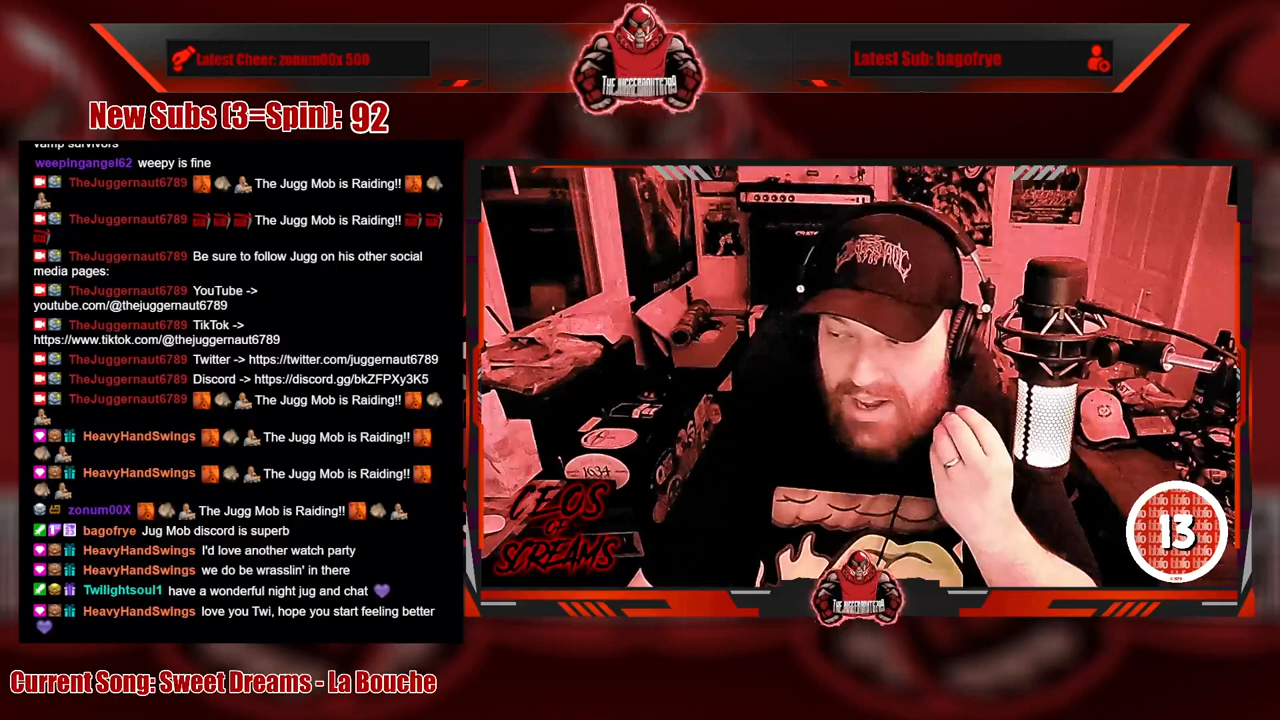 Latest Cheer: zonum00x 500
THEJUGGERNAUT6789
Latest Sub: bagofrye
New Subs (3=Spin): 92
vamp survivors
weepingangel62 weepy is fine
TheJuggernaut6789 The Jugg Mob is Raiding!!
TheJuggernaut6789 The Jugg Mob is Raiding!!
TheJuggernaut6789 Be sure to follow Jugg on his other social
media pages:
TheJuggernaut6789 YouTube ->
youtube.com/@thejuggernaut6789
TheJuggernaut6789 TikTok ->
https://www.tiktok.com/@thejuggernaut6789
TheJuggernaut6789 Twitter -> https://twitter.com/juggernaut6789
TheJuggernaut6789 Discord -> https://discord.gg/bkZFPXy3K5
TheJuggernaut6789 The Jugg Mob is Raiding!!
HeavyHandSwings The Jugg Mob is Raiding!!
HeavyHandSwings The Jugg Mob is Raiding!!
zonum00X The Jugg Mob is Raiding!!
bagofrye Jug Mob discord is superb
HeavyHandSwings I'd love another watch party
HeavyHandSwings we do be wrasslin' in there
Twilightsoul1 have a wonderful night jug and chat
HeavyHandSwings love you Twi, hope you start feeling better
1634
CEOS
OF
SCREAMS
13
THEJUGGERNAUT6789
Current Song: Sweet Dreams - La Bouche